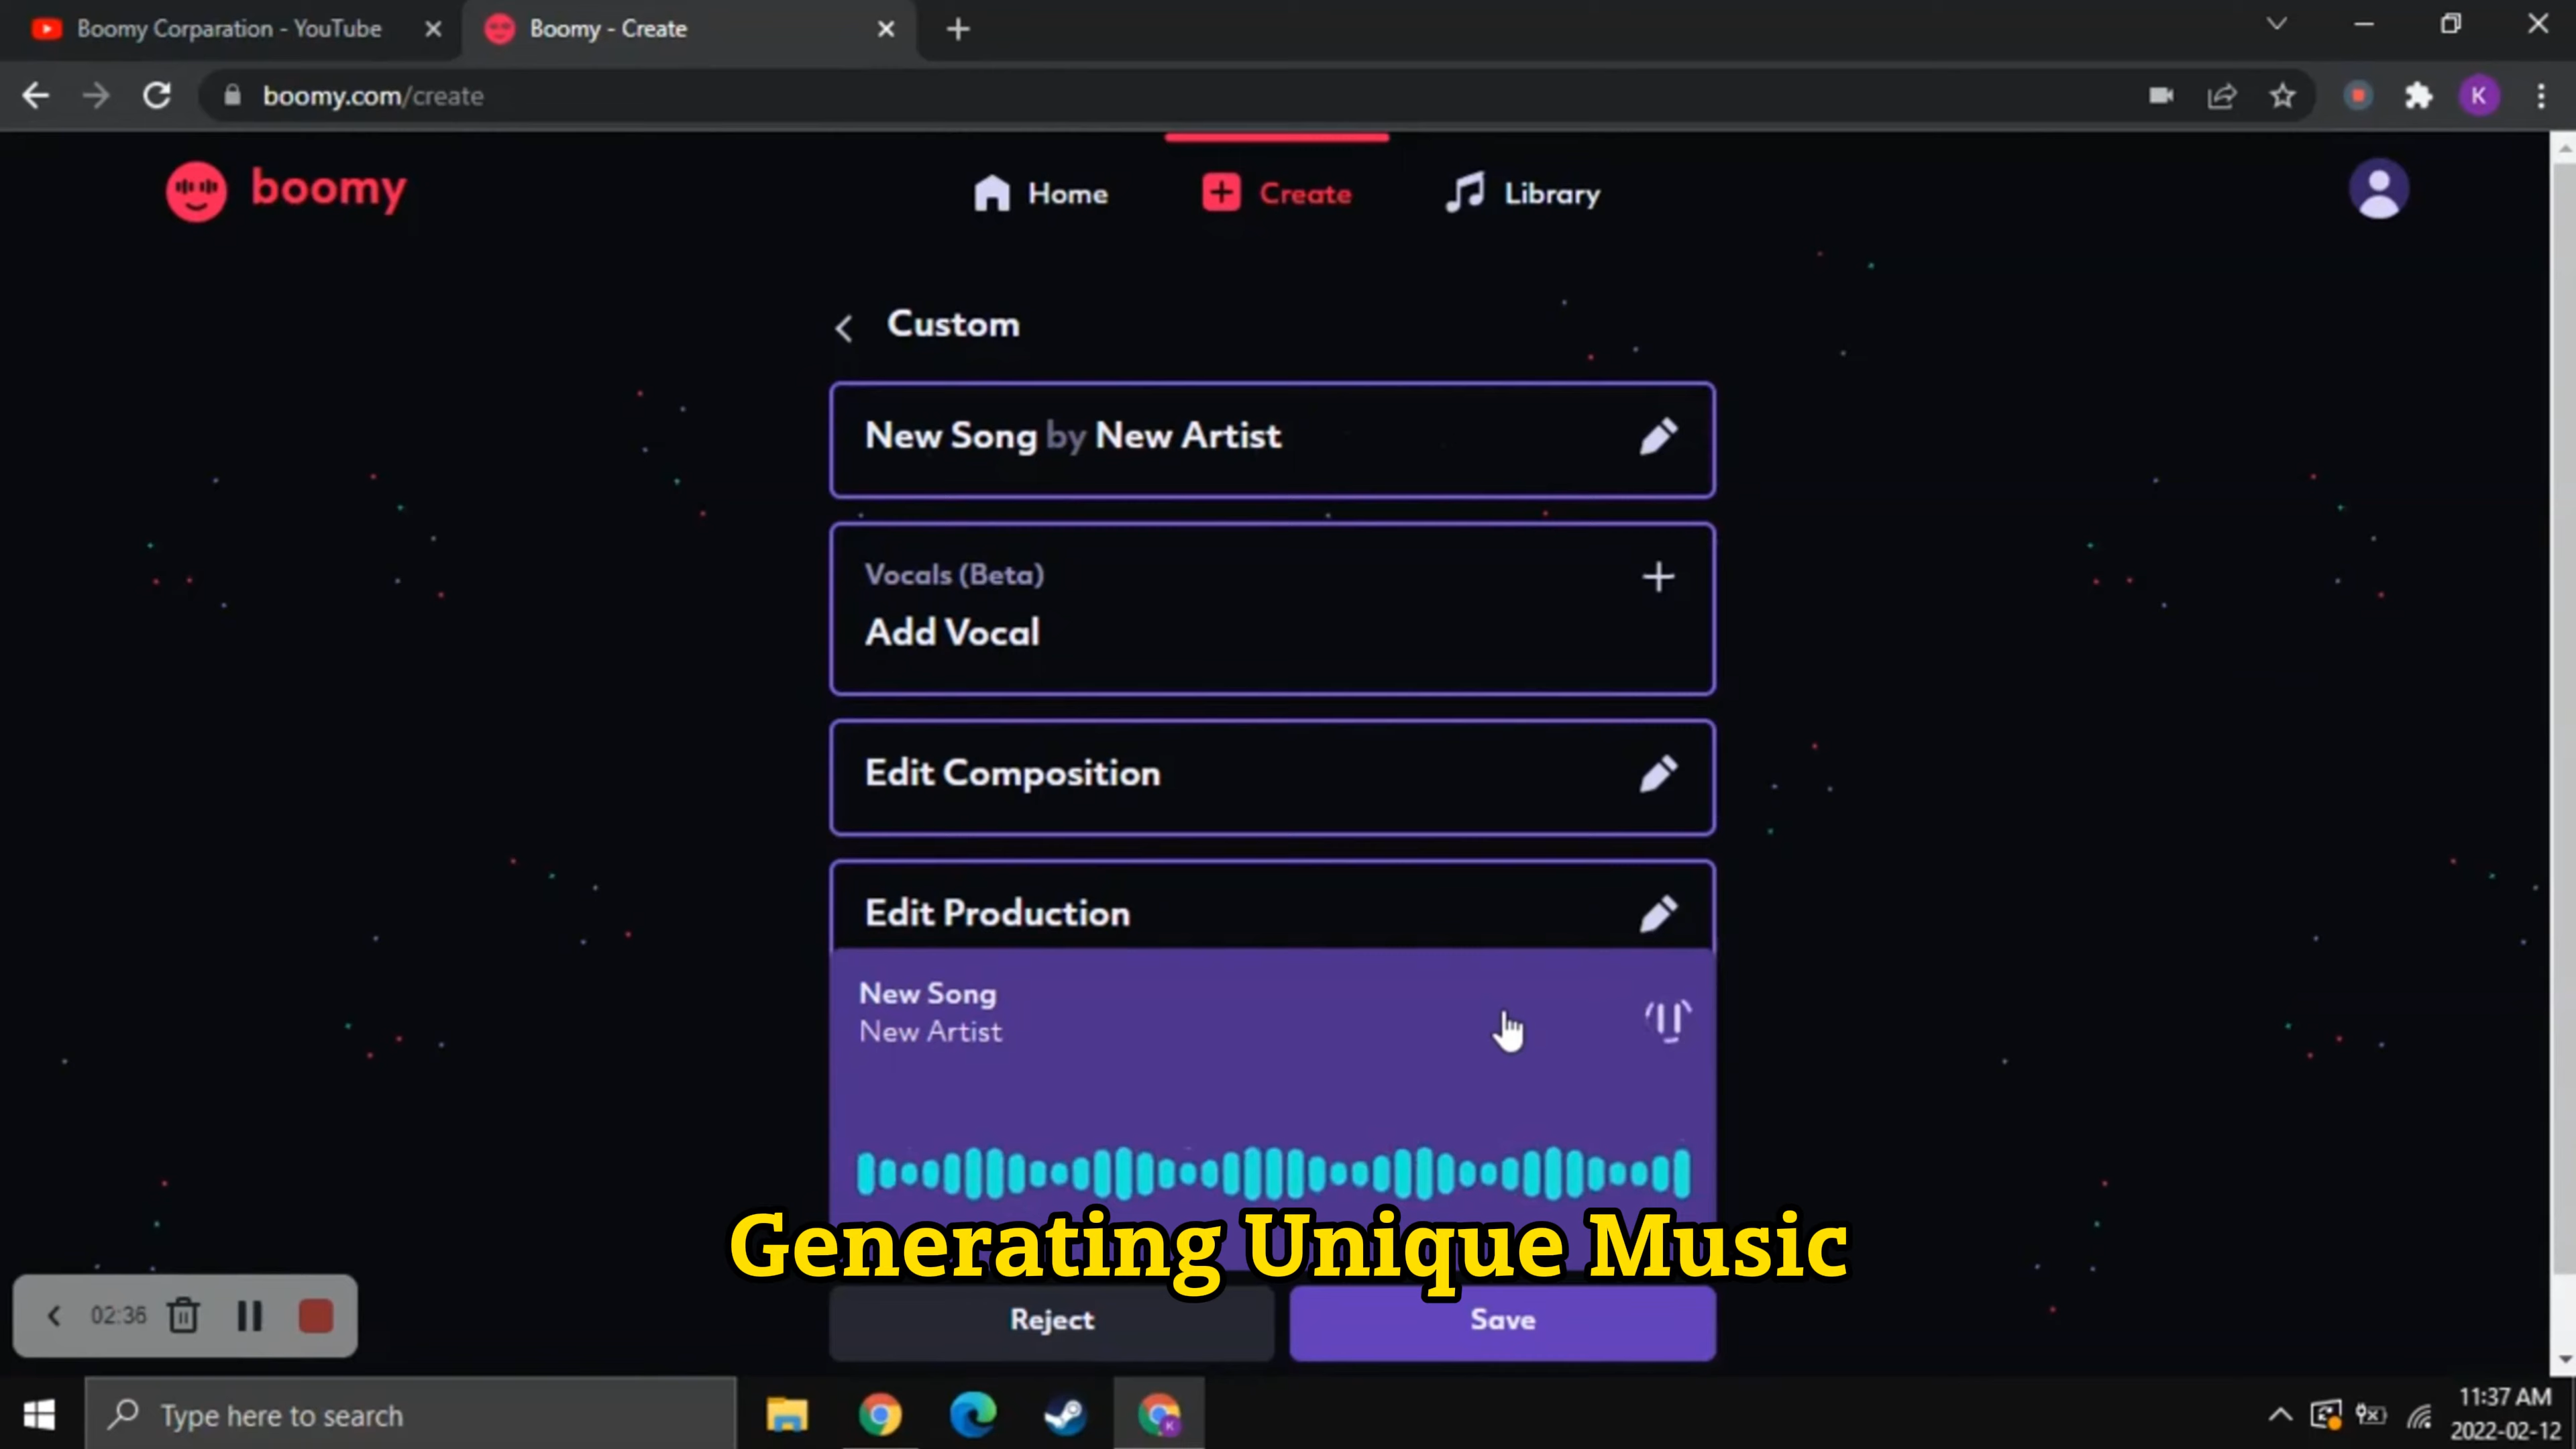 Boomy Corparation - YouTube
Boomy - Create
boomy.com/create
K
boomy
Home
Create
Library
Custom
New Song by New Artist
Vocals (Beta)
Add Vocal
Edit Composition
Edit Production
New Song
New Artist
Generating Unique Music
02:36
Reject
Save
Type here to search
K
11:37 AM
2022-02-12